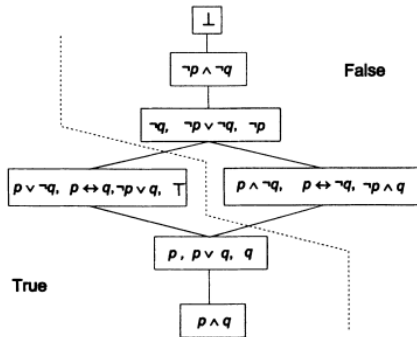 ⊥
¬p ∧ ¬q
False
¬q, ¬p ∨ ¬q, ¬p
p ∨ ¬q, p ↔ q, ¬p ∨ q, ⊤
p ∧ ¬q, p ↔ ¬q, ¬p ∧ q
p , p ∨ q, q
True
p ∧ q